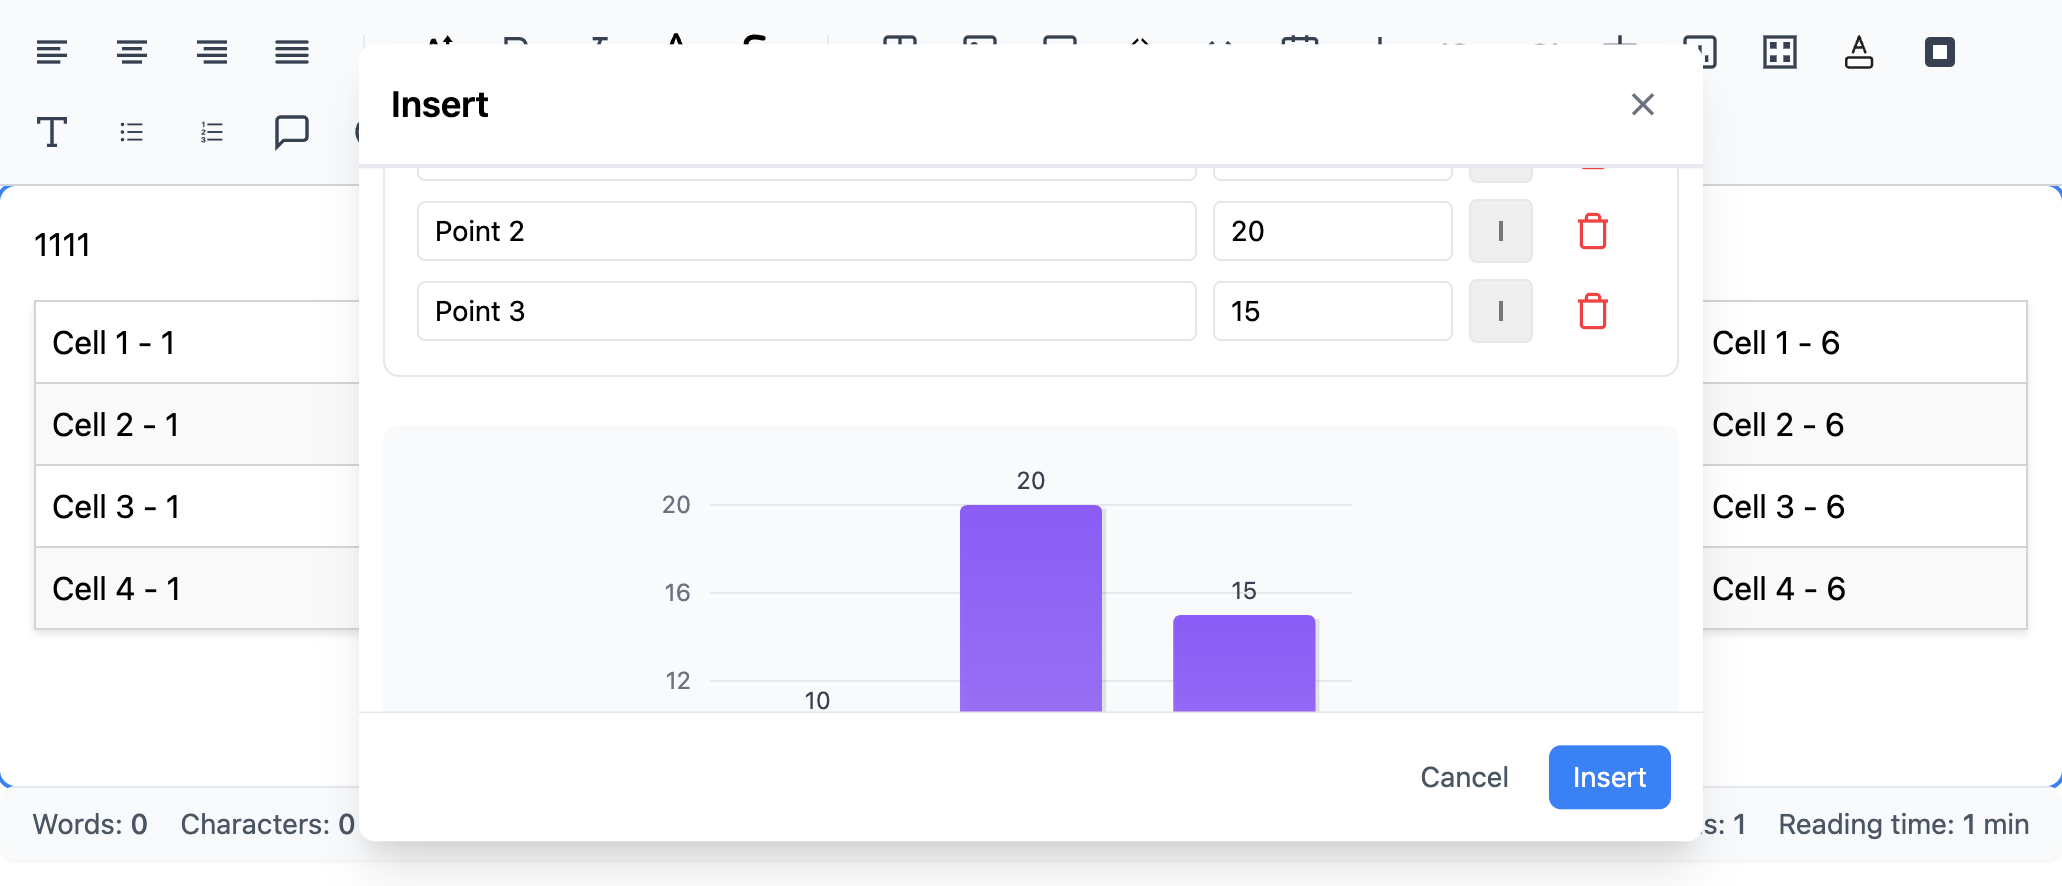 Insert
1111
Point 2
20
Point 3
15
Cell 1 - 1
Cell 1 - 6
Cell 2 - 1
Cell 2 - 6
Cell 3 - 1
Cell 3 - 6
Cell 4 - 1
Cell 4 - 6
20
20
16
15
12
10
Cancel
Insert
Words: 0
Characters: 0
s: 1
Reading time: 1 min